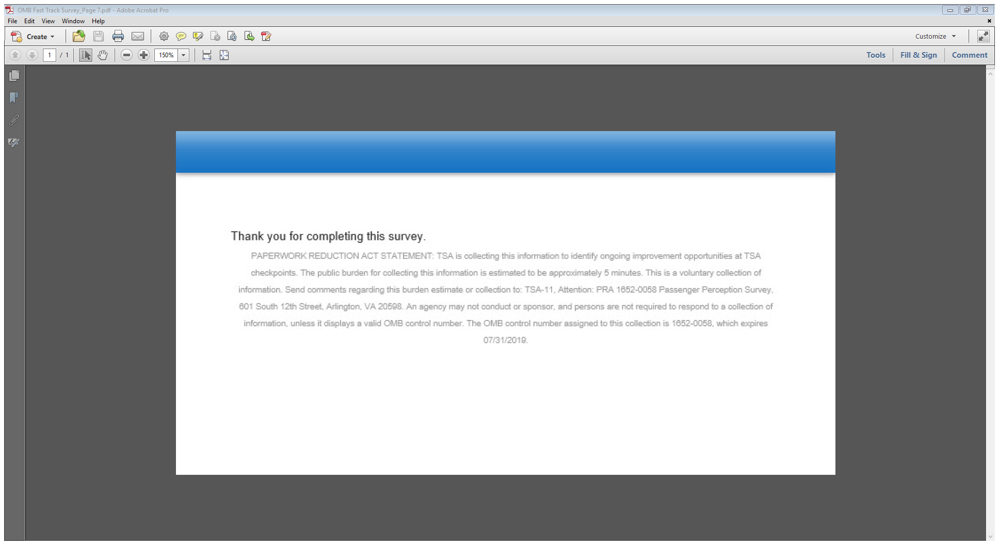 OMB Fast Track Survey_Page 7.pdf - Adobe Acrobat Pro
File Edit View Window Help
Create
Customize
1 / 1
150%
Tools Fill & Sign Comment
Thank you for completing this survey.
PAPERWORK REDUCTION ACT STATEMENT: TSA is collecting this information to identify ongoing improvement opportunities at TSA
checkpoints. The public burden for collecting this information is estimated to be approximately 5 minutes. This is a voluntary collection of
information. Send comments regarding this burden estimate or collection to: TSA-11, Attention: PRA 1652-0058 Passenger Perception Survey,
601 South 12th Street, Arlington, VA 20598. An agency may not conduct or sponsor, and persons are not required to respond to a collection of
information, unless it displays a valid OMB control number. The OMB control number assigned to this collection is 1652-0058, which expires
07/31/2019.